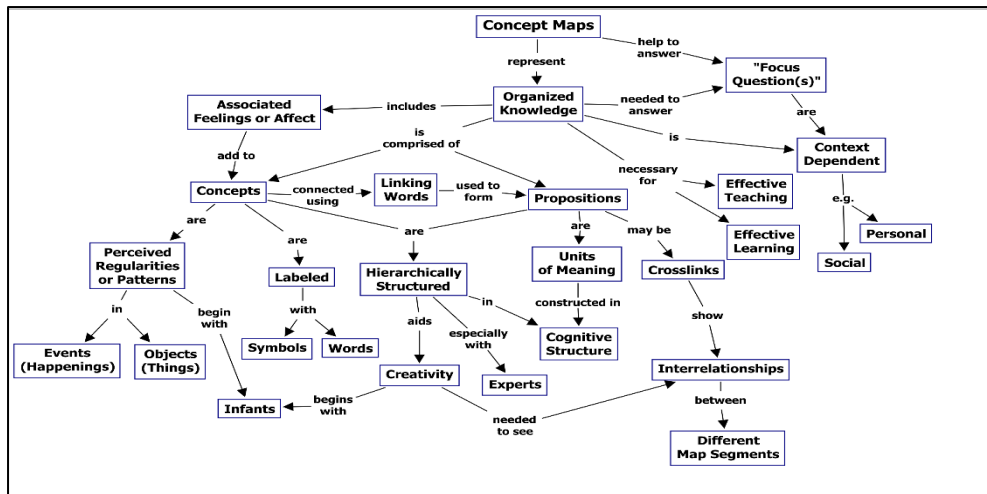 Concept Maps
help to
answer
represent
"Focus
Question(s)"
Associated
Feelings or Affect
includes
Organized
Knowledge
needed to
answer
are
is
comprised of
is
Context
Dependent
add to
necessary
for
Concepts
connected
using
Linking
Words
used to
form
Propositions
Effective
Teaching
e.g.
are
are
are
are
may be
Effective
Learning
Personal
Perceived
Regularities
or Patterns
Labeled
Hierarchically
Structured
Units
of Meaning
Crosslinks
Social
in
begin
with
with
aids
especially
with
in
constructed in
show
Events
(Happenings)
Objects
(Things)
Symbols
Words
Cognitive
Structure
Creativity
Experts
Interrelationships
Infants
begins
with
needed
to see
between
Different
Map Segments